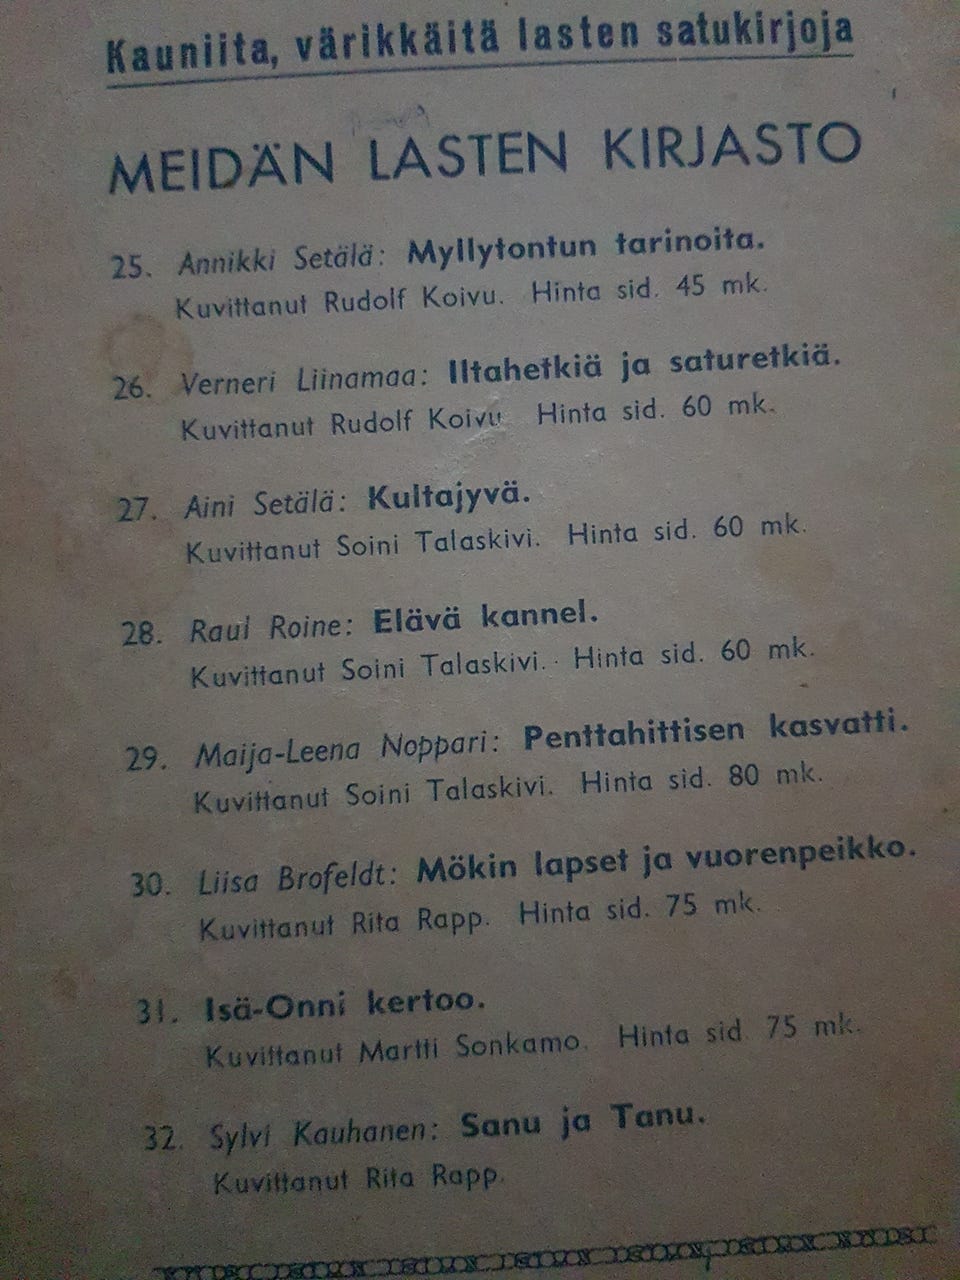 Kauniita, värikkäitä lasten satukirjoja
MEIDÄN LASTEN KIRJASTO
25. Annikki Setälä: Myllytontun tarinoita.
Kuvittanut Rudolf Koivu. Hinta sid. 45 mk.
26. Verneri Liinamaa: Iltahetkiä ja saturetkiä.
Kuvittanut Rudolf Koivu Hinta sid. 60 mk.
27. Aini Setälä: Kultajyvä.
Kuvittanut Soini Talaskivi. Hinta sid. 60 mk.
28. Raul Roine: Elävä kannel.
Kuvittanut Soini Talaskivi. Hinta sid. 60 mk.
29. Maija-Leena Noppari: Penttahittisen kasvatti.
Kuvittanut Soini Talaskivi. Hinta sid. 80 mk.
30. Liisa Brofeldt: Mökin lapset ja vuorenpeikko.
Kuvittanut Rita Rapp. Hinta sid. 75 mk.
31. Isä-Onni kertoo.
Kuvittanut Martti Sonkamo. Hinta sid. 75 mk.
32. Sylvi Kauhanen: Sanu ja Tanu.
Kuvittanut Rita Rapp.